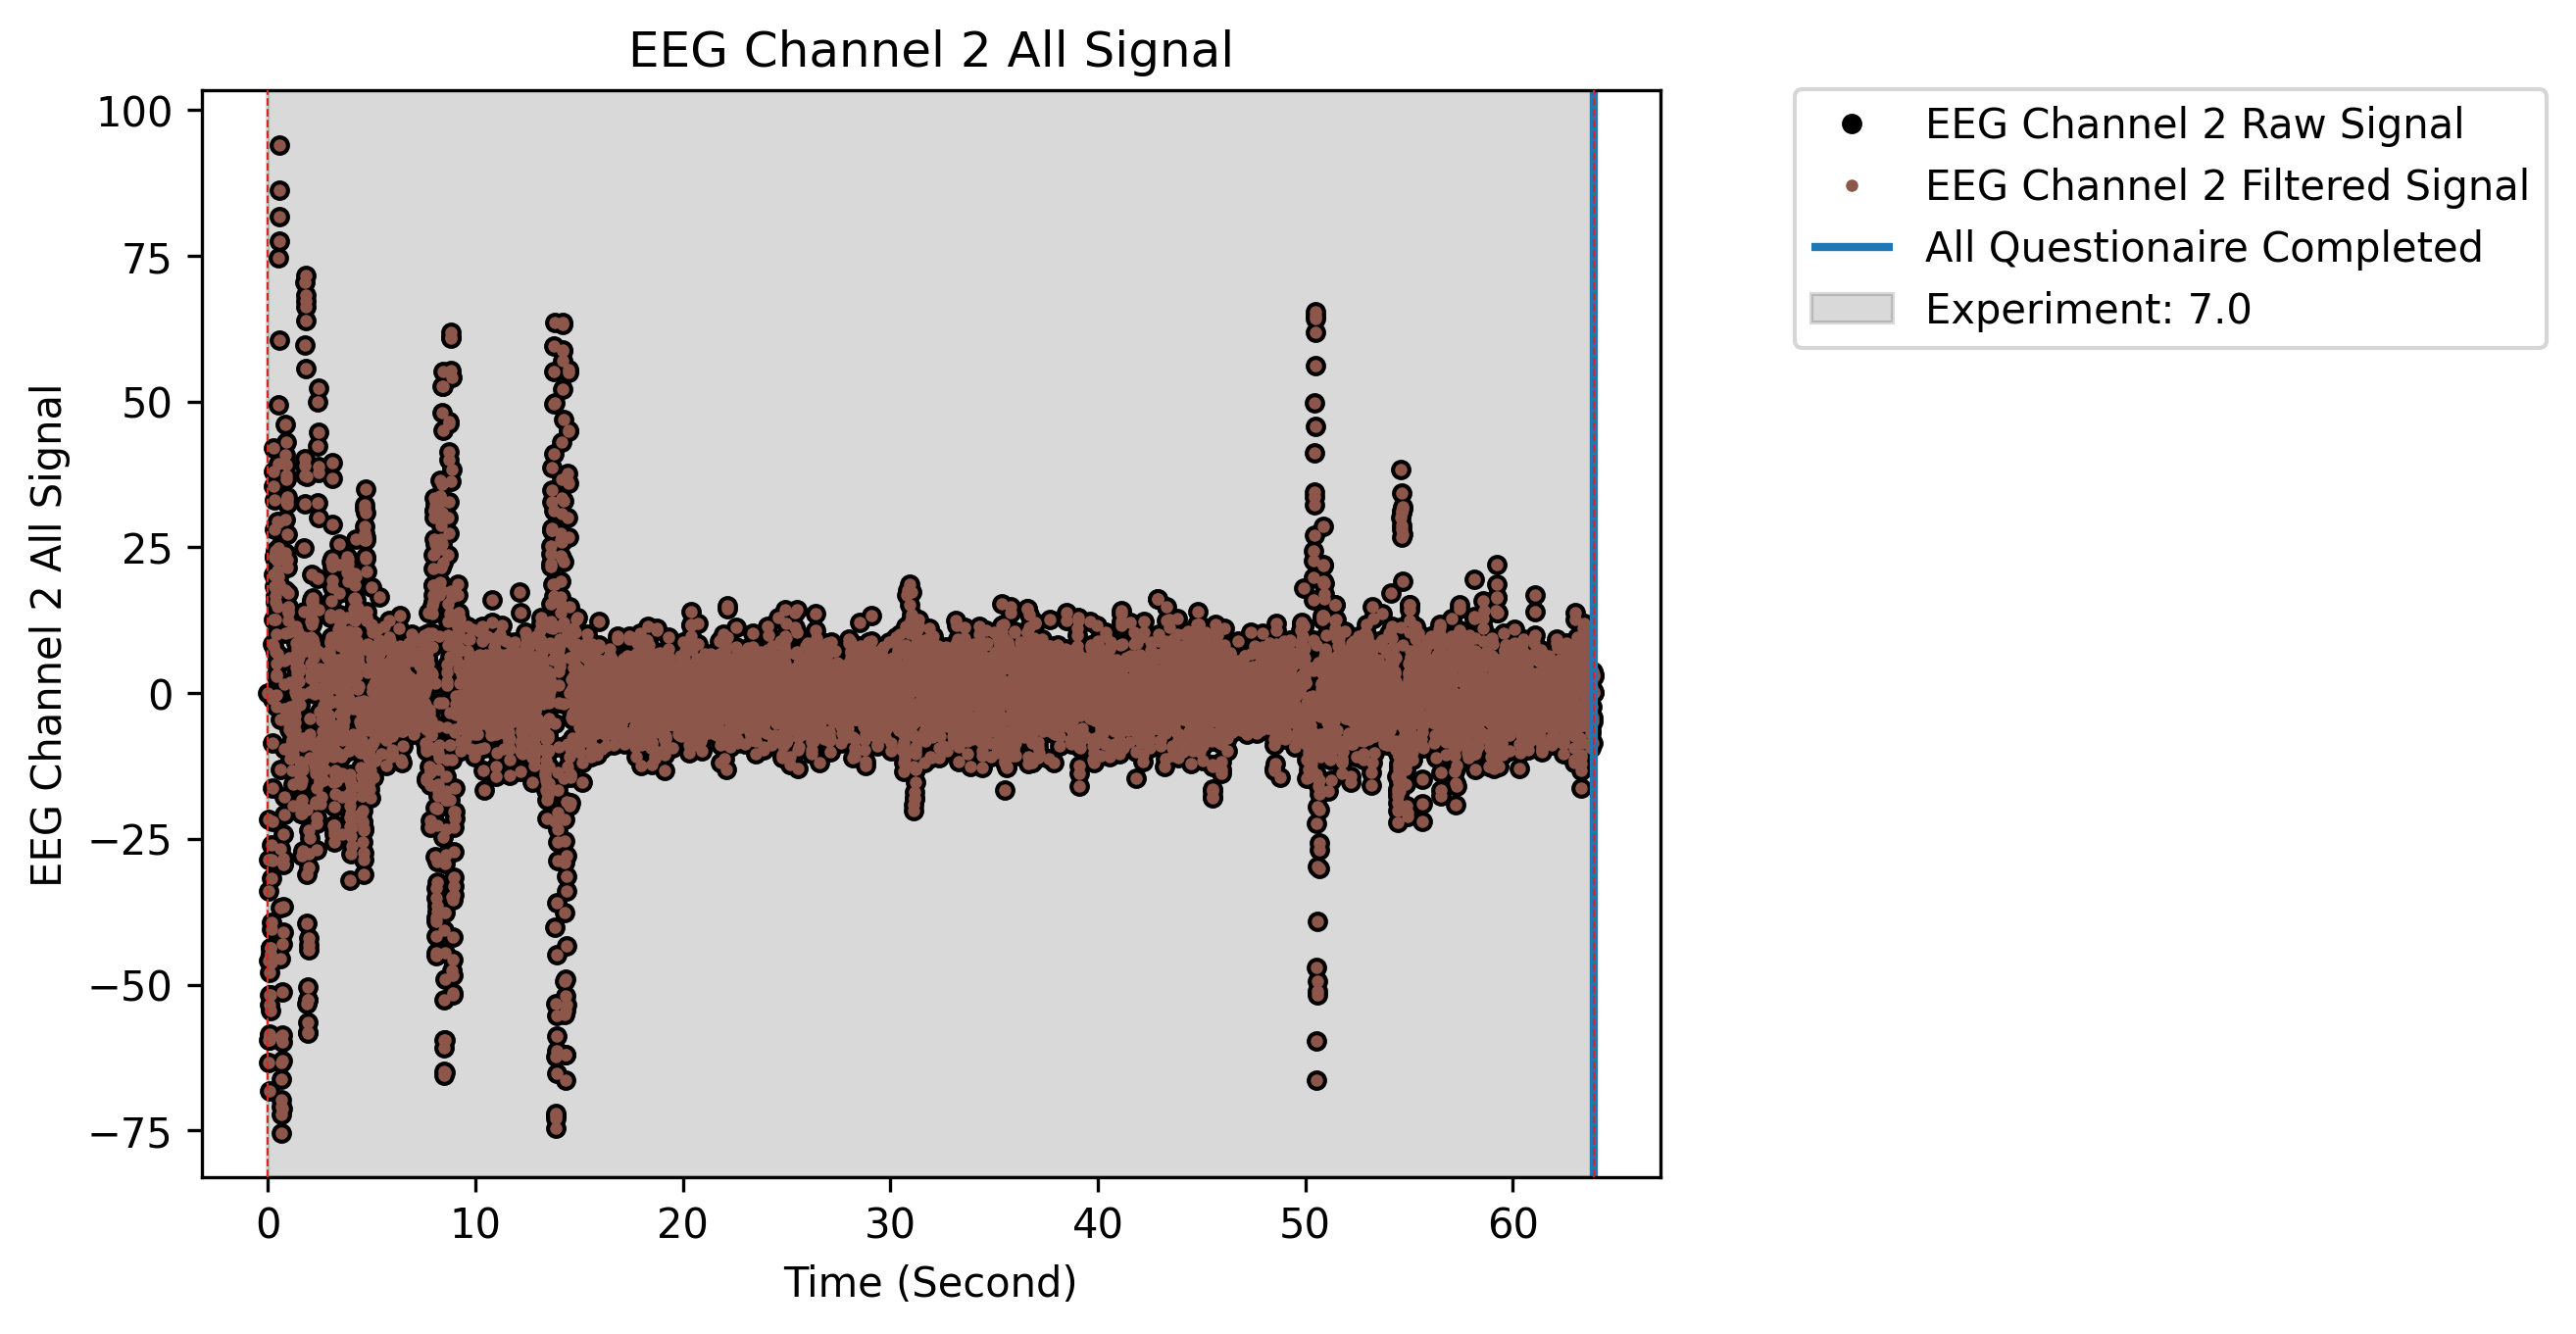 EEG Channel 2 All Signal
EEG Channel 2 Raw Signal
EEG Channel 2 Filtered Signal
All Questionaire Completed
Experiment: 7.0
EEG Channel 2 All Signal
100
75
50
25
0
−25
−50
−75
0 10 20 30 40 50 60
Time (Second)